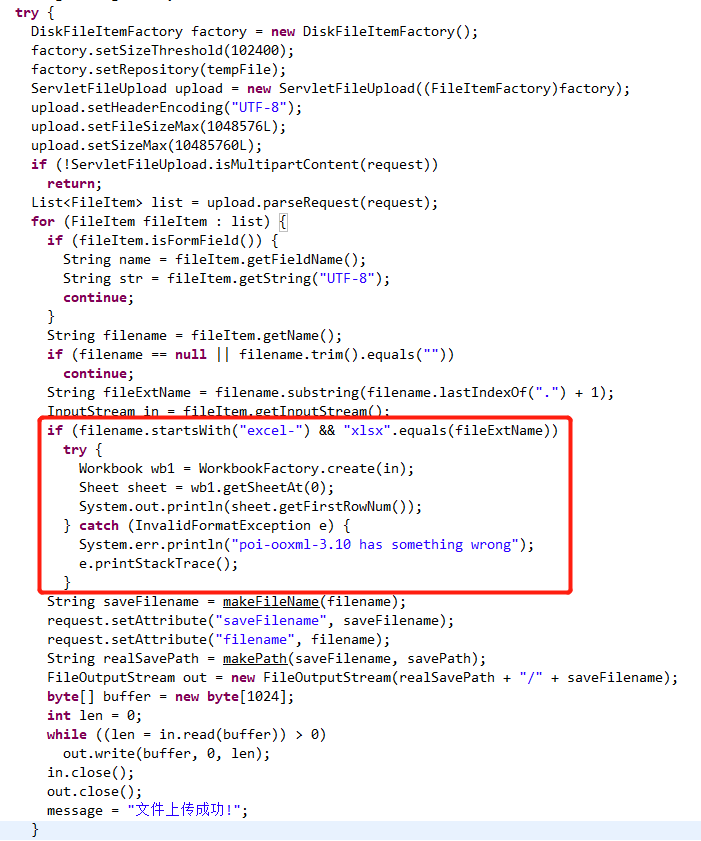 try {
DiskFileItemFactory factory = new DiskFileItemFactory();
factory.setSizeThreshold(102400);
factory.setRepository(tempFile);
ServletFileUpload upload = new ServletFileUpload((FileItemFactory)factory);
upload.setHeaderEncoding("UTF-8");
upload.setFileSizeMax(1048576L);
upload.setSizeMax(10485760L);
if (!ServletFileUpload.isMultipartContent(request))
return;
List<FileItem> list = upload.parseRequest(request);
for (FileItem fileItem : list) {
if (fileItem.isFormField()) {
String name = fileItem.getFieldName();
String str = fileItem.getString("UTF-8");
continue;
}
String filename = fileItem.getName();
if (filename == null || filename.trim().equals(""))
continue;
String fileExtName = filename.substring(filename.lastIndexOf(".") + 1);
InputStream in = fileItem.getInputStream();
if (filename.startsWith("excel-") && "xlsx".equals(fileExtName))
try {
Workbook wb1 = WorkbookFactory.create(in);
Sheet sheet = wb1.getSheetAt(0);
System.out.println(sheet.getFirstRowNum());
} catch (InvalidFormatException e) {
System.err.println("poi-ooxml-3.10 has something wrong");
e.printStackTrace();
}
String saveFilename = makeFileName(filename);
request.setAttribute("saveFilename", saveFilename);
request.setAttribute("filename", filename);
String realSavePath = makePath(saveFilename, savePath);
FileOutputStream out = new FileOutputStream(realSavePath + "/" + saveFilename);
byte[] buffer = new byte[1024];
int len = 0;
while ((len = in.read(buffer)) > 0)
out.write(buffer, 0, len);
in.close();
out.close();
message = "文件上传成功!";
}